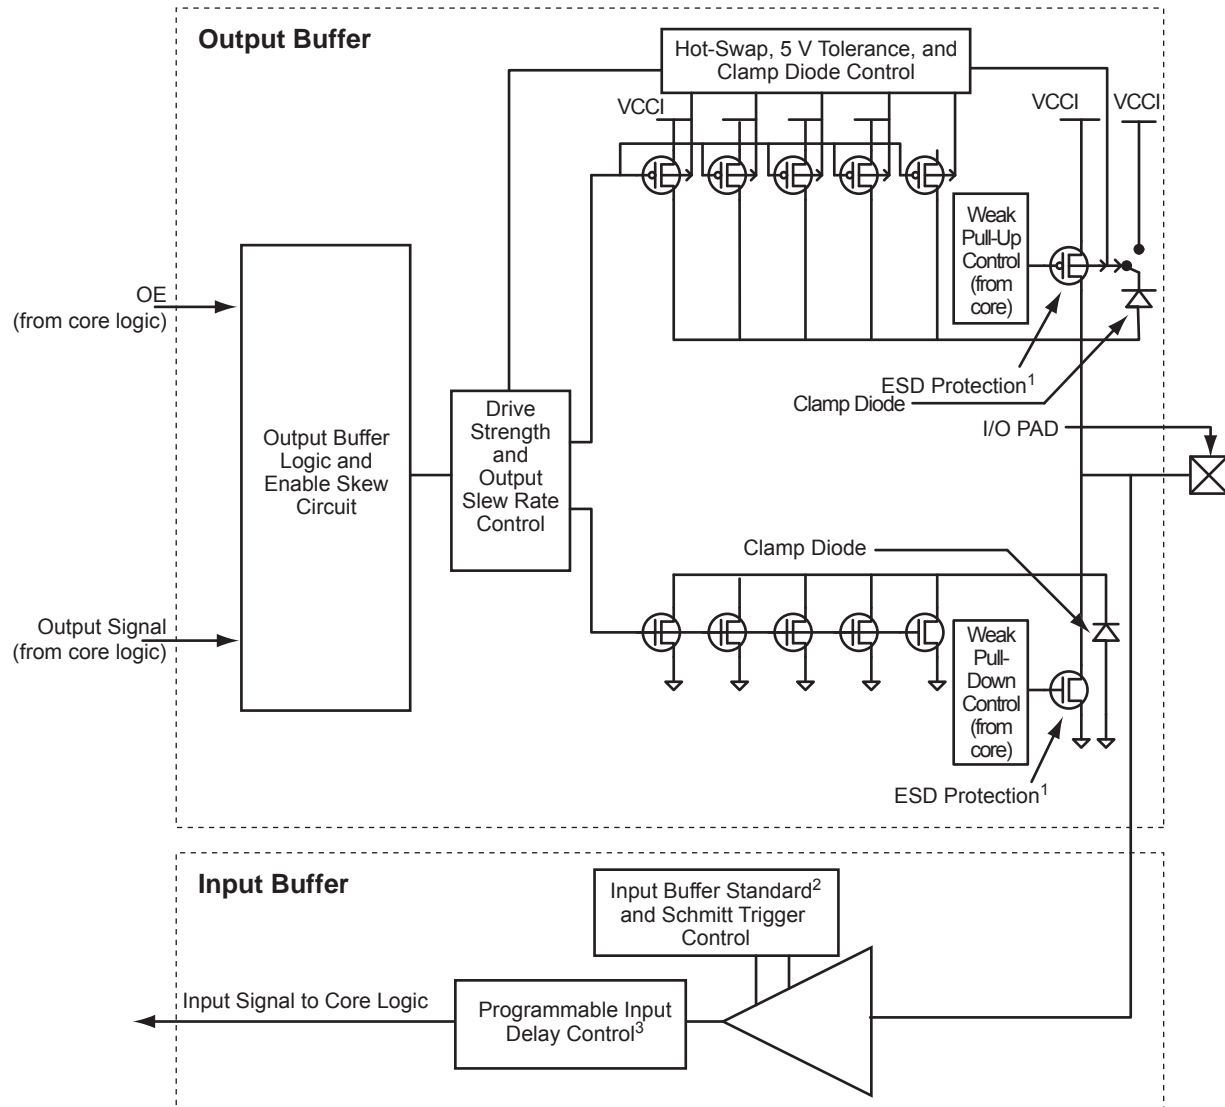 Output Buffer
Hot-Swap, 5 V Tolerance, and
Clamp Diode Control
VCCI
VCCI
VCCI
Weak
Pull-Up
Control
(from
core)
OE
(from core logic)
ESD Protection1
Clamp Diode
I/O PAD
Drive
Strength
and
Output
Slew Rate
Control
Output Buffer
Logic and
Enable Skew
Circuit
Clamp Diode
Output Signal
(from core logic)
Weak
Pull-
Down
Control
(from
core)
ESD Protection1
Input Buffer
Input Buffer Standard2
and Schmitt Trigger
Control
Input Signal to Core Logic
Programmable Input
Delay Control3